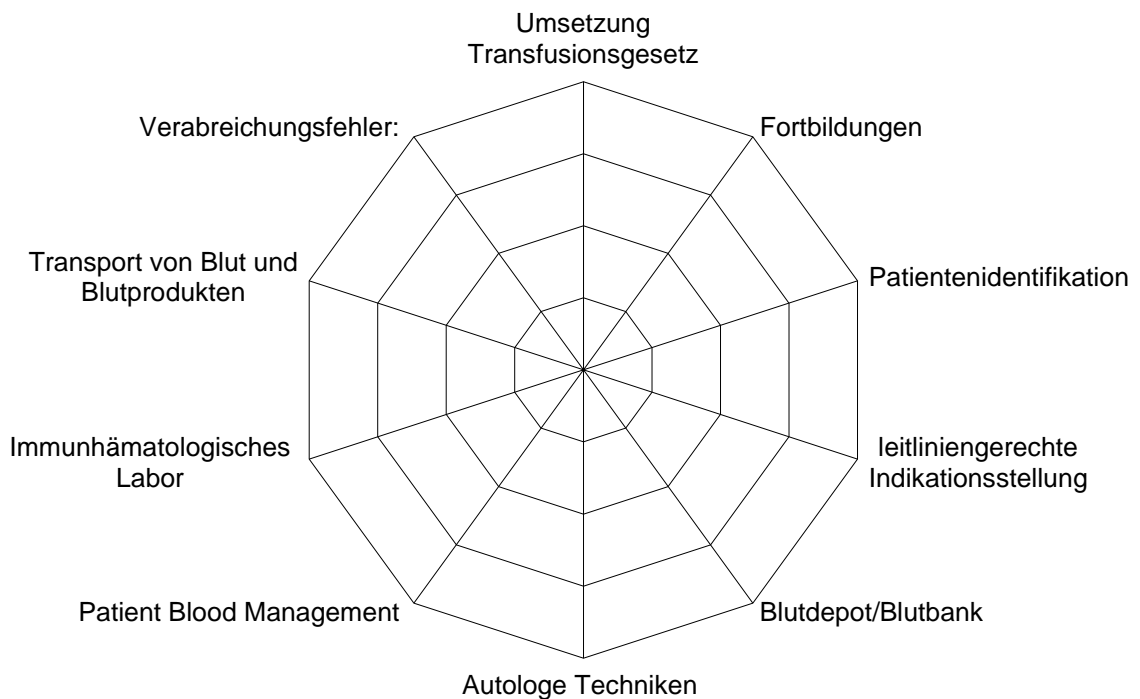 Umsetzung
Transfusionsgesetz
Verabreichungsfehler:
Fortbildungen
Transport von Blut und
Blutprodukten
Patientenidentifikation
Immunhämatologisches
Labor
leitliniengerechte
Indikationsstellung
Patient Blood Management
Blutdepot/Blutbank
Autologe Techniken